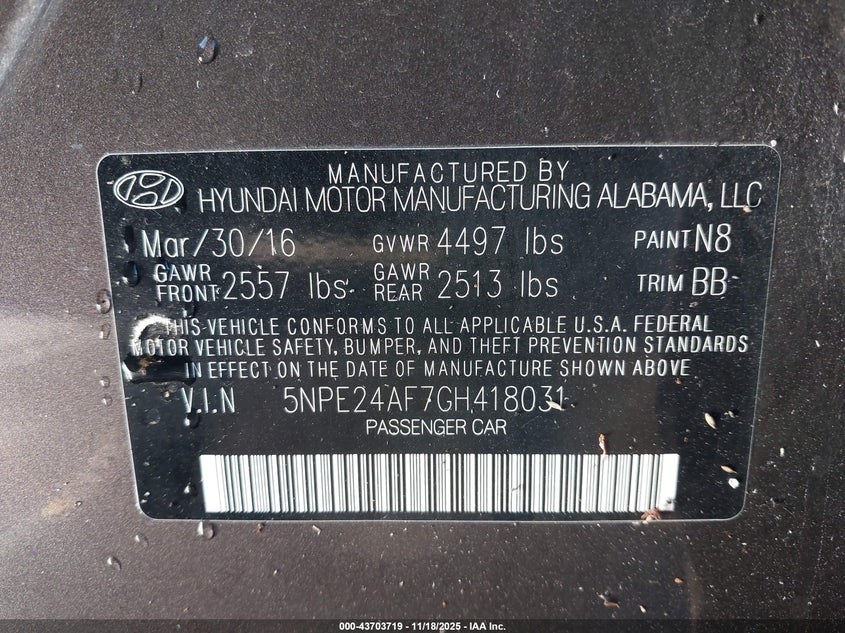 MANUFACTURED BY
HYUNDAI MOTOR MANUFACTURING ALABAMA, LLC
Mar/30/16 GVWR 4497 lbs PAINT N8
GAWR FRONT 2557 lbs GAWR REAR 2513 lbs TRIM BB
THIS VEHICLE CONFORMS TO ALL APPLICABLE U.S.A. FEDERAL
MOTOR VEHICLE SAFETY, BUMPER, AND THEFT PREVENTION STANDARDS
IN EFFECT ON THE DATE OF MANUFACTURE SHOWN ABOVE
V.I.N 5NPE24AF7GH418031
PASSENGER CAR
000-43703719 - 11/18/2025 - IAA Inc.